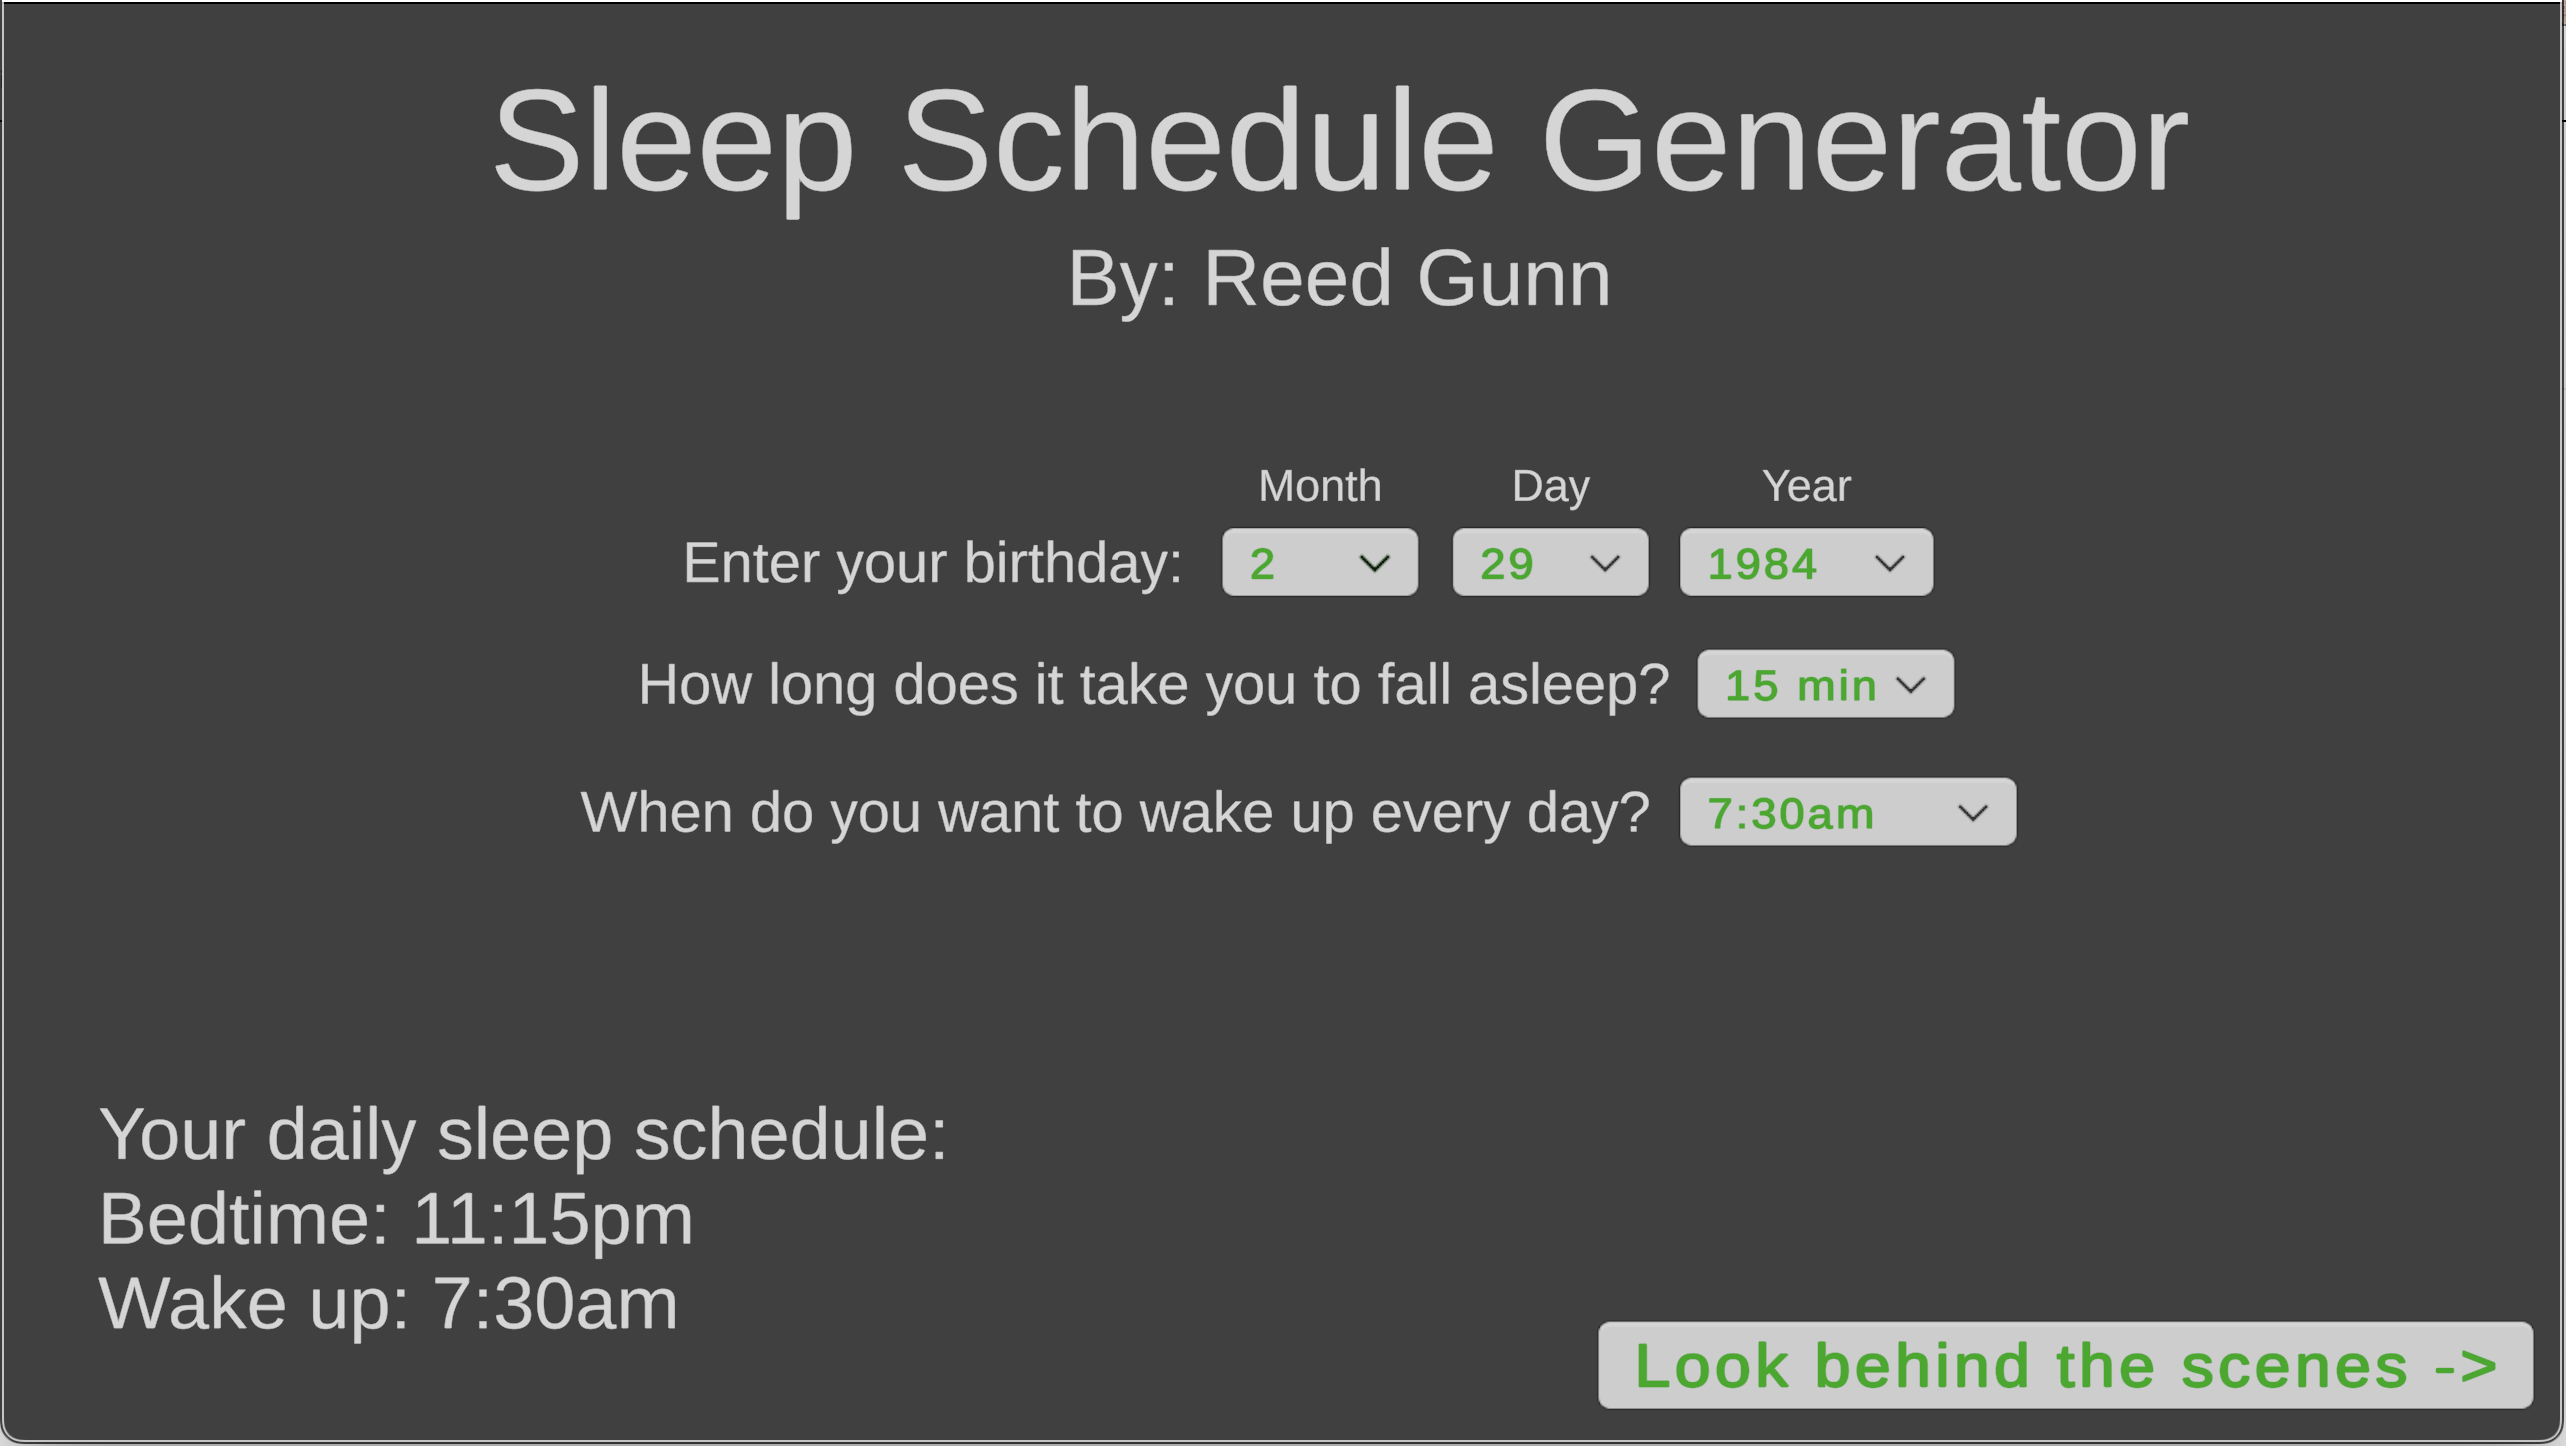 Sleep Schedule Generator
By: Reed Gunn
Month Day Year
Enter your birthday: 2 29 1984
How long does it take you to fall asleep? 15 min
When do you want to wake up every day? 7:30am
Your daily sleep schedule:
Bedtime: 11:15pm
Wake up: 7:30am
Look behind the scenes ->